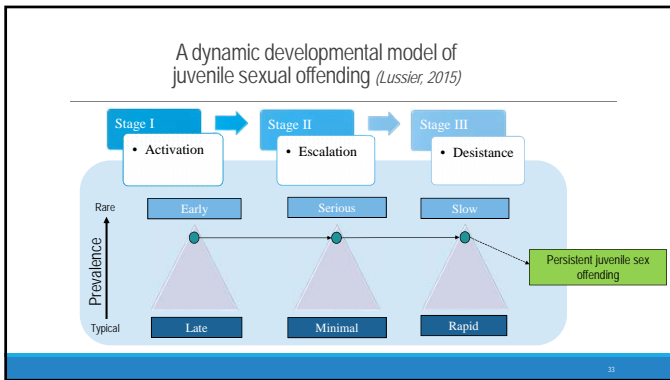 A dynamic developmental model of
juvenile sexual offending (Lussier, 2015)
Stage I
• Activation
Stage II
• Escalation
Stage III
• Desistance
Prevalence
Rare
Typical
Early
Serious
Slow
Persistent juvenile sex
offending
Late
Minimal
Rapid
33